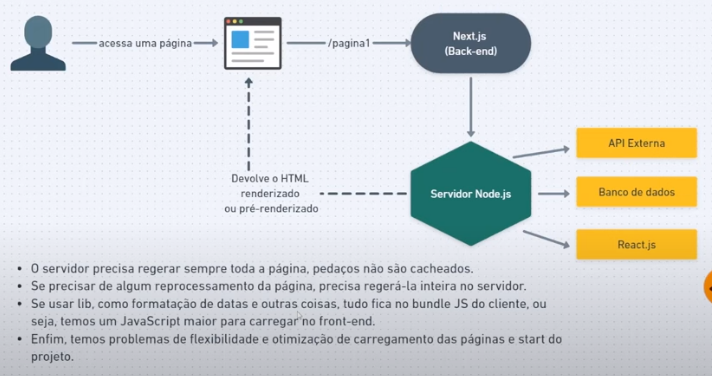 acessa uma página
/pagina1
Next.js
(Back-end)
API Externa
Devolve o HTML
renderizado
ou pré-renderizado
Servidor Node.js
Banco de dados
React.js
• O servidor precisa regerar sempre toda a página, pedaços não são cacheados.
• Se precisar de algum reprocessamento da página, precisa regerá-la inteira no servidor.
• Se usar lib, como formatação de datas e outras coisas, tudo fica no bundle JS do cliente, ou
seja, temos um JavaScript maior para carregar no front-end.
• Enfim, temos problemas de flexibilidade e otimização de carregamento das páginas e start do
projeto.